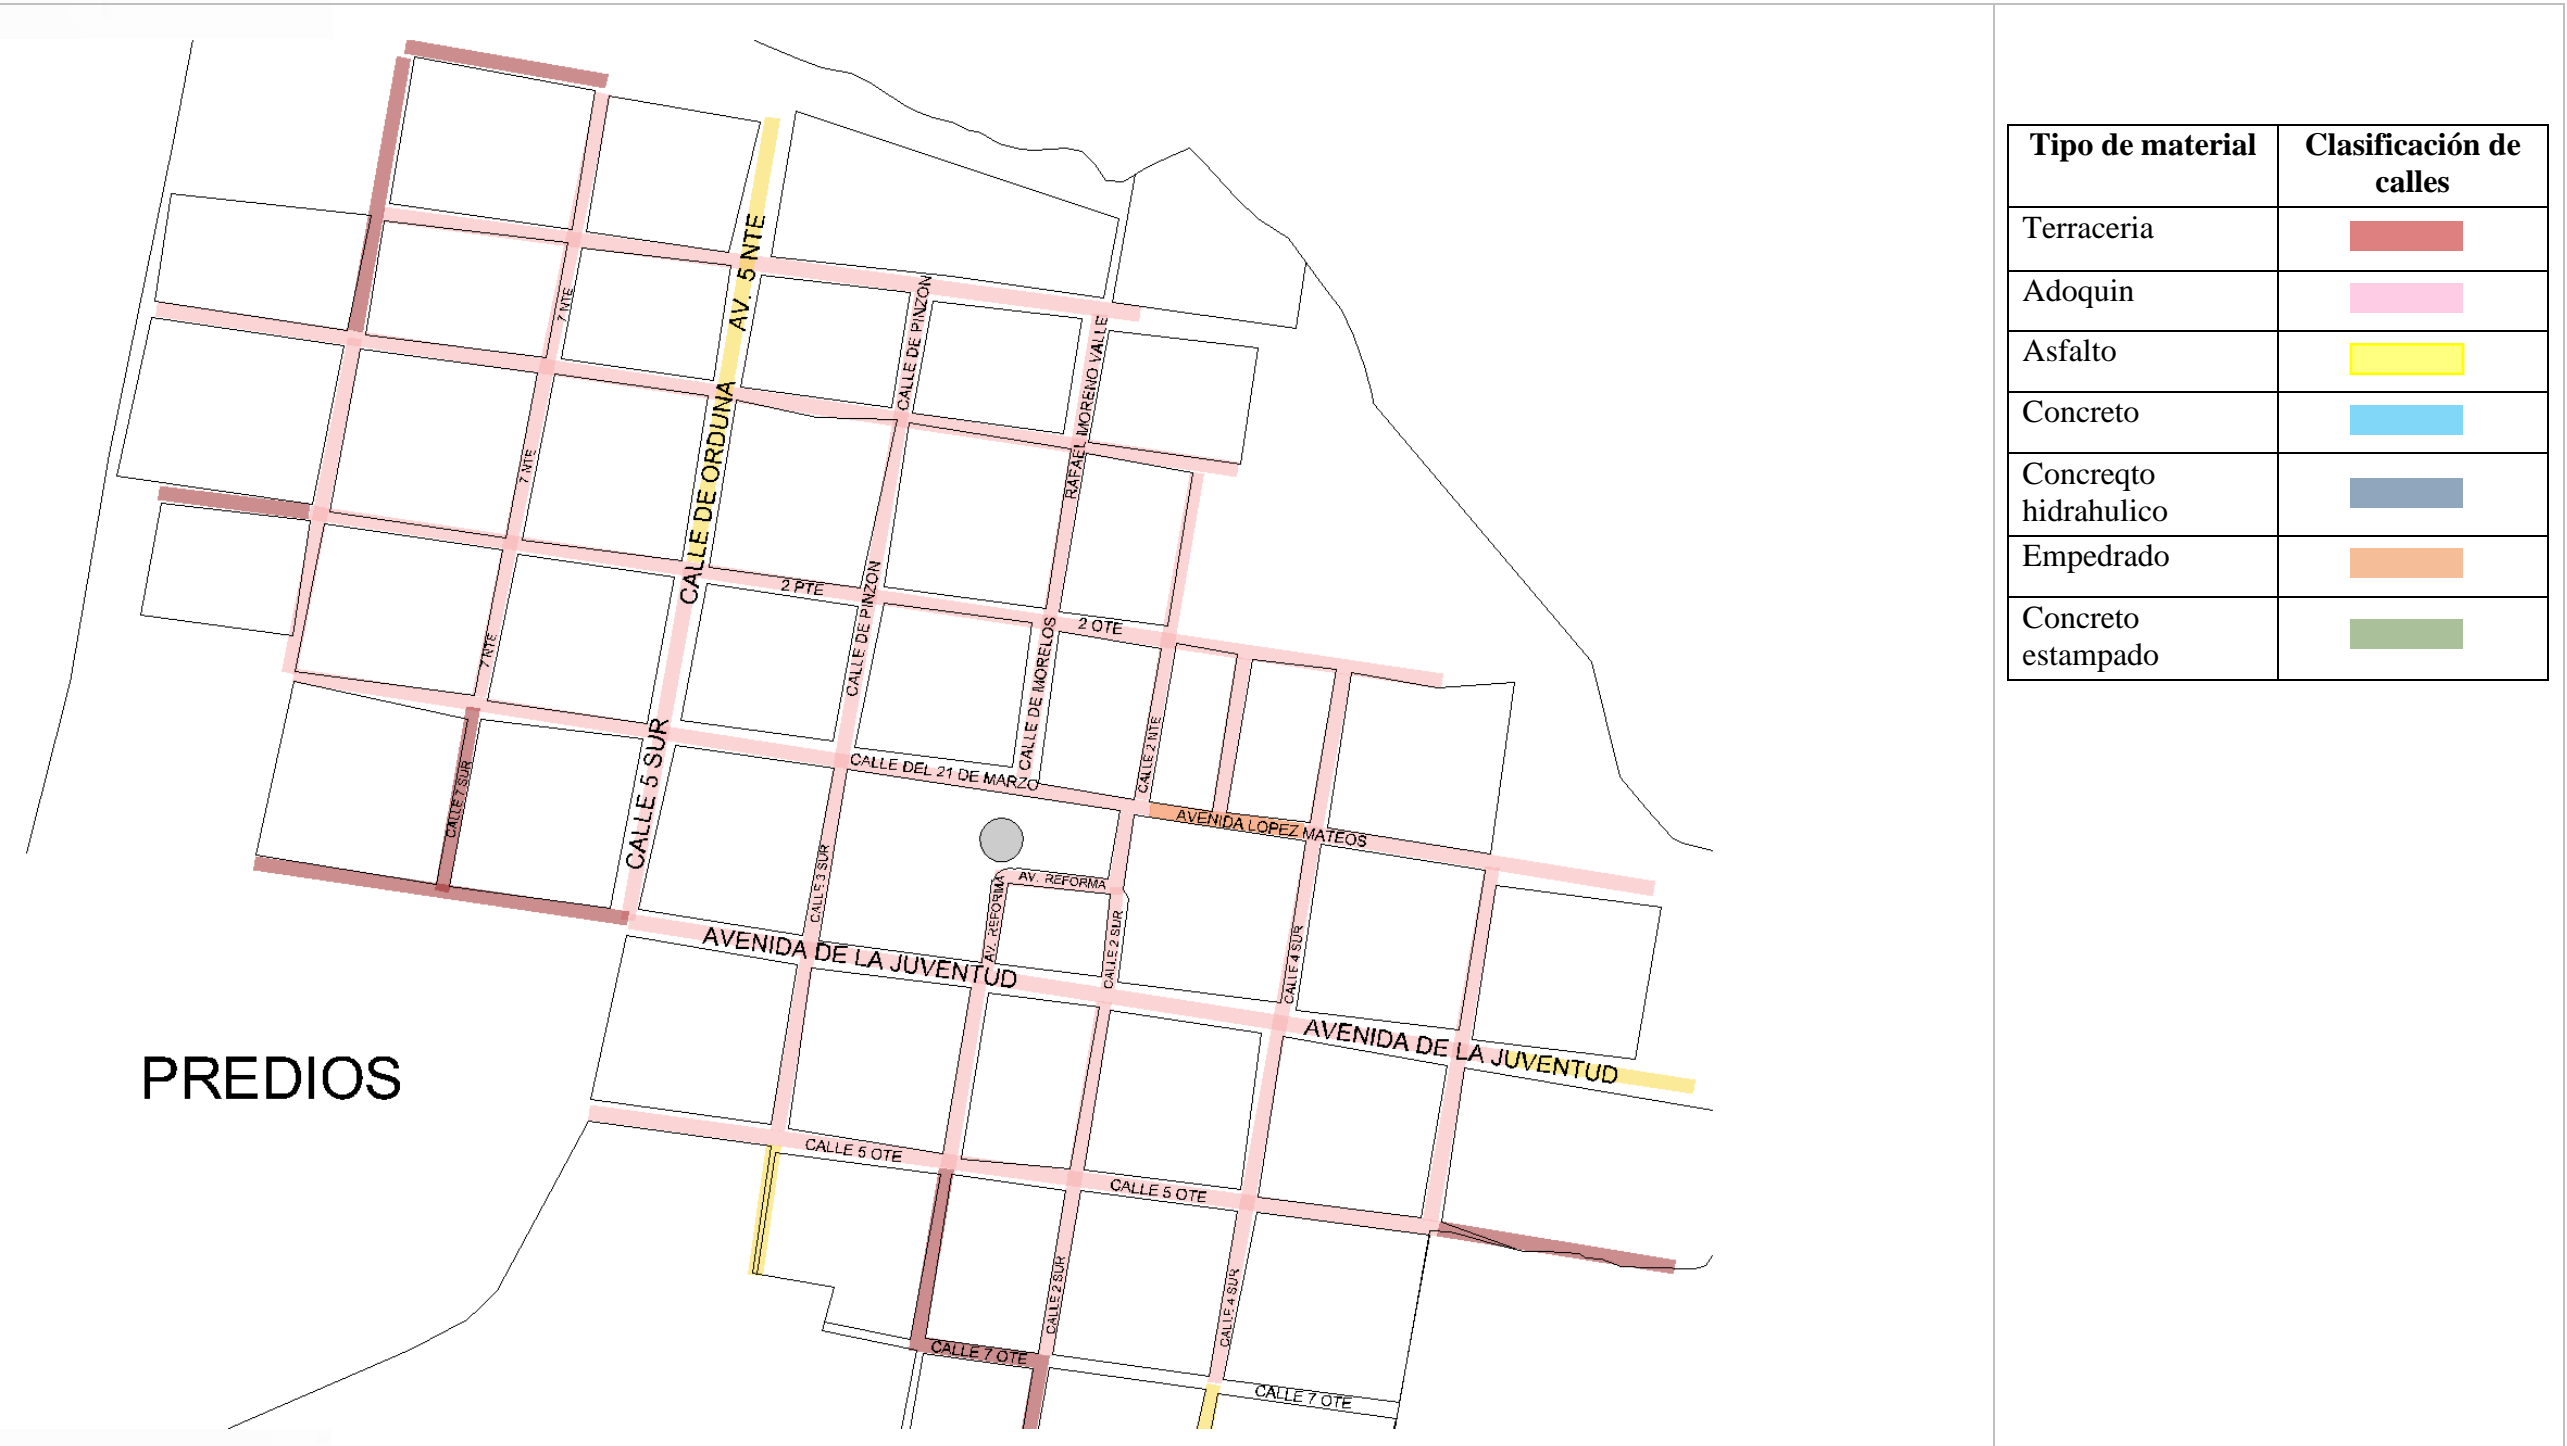 AV. 5 NTE
CALLE DE PINZON
7 NTE
RAFAEL MORENO VALLE
CALLE DE ORDUNA
7 NTE
2 PTE
CALLE DE PINZON
2 OTE
CALLE DE MORELOS
7 NTE
CALLE 2 NTE
CALLE 5 SUR
CALLE DEL 21 DE MARZO
CALLE 7 SUR
AVENIDA LOPEZ MATEOS
CALLE 3 SUR
AV. REFORMA
AV. REFORMA
CALLE 2 SUR
CALLE 4 SUR
AVENIDA DE LA JUVENTUD
AVENIDA DE LA JUVENTUD
PREDIOS
CALLE 5 OTE
CALLE 5 OTE
CALLE 2 SUR
CALLE 4 SUR
CALLE 7 OTE
CALLE 7 OTE
Tipo de material
Clasificación de
calles
Terraceria
Adoquin
Asfalto
Concreto
Concreqto
hidrahulico
Empedrado
Concreto
estampado